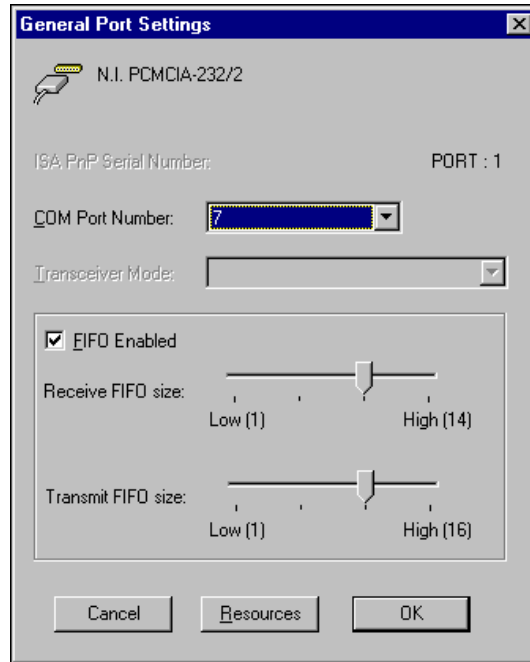 General Port Settings
N.I. PCMCIA-232/2
ISA PnP Serial Number: PORT : 1
COM Port Number: 7
Transceiver Mode:
FIFO Enabled
Receive FIFO size:
Low (1) High (14)
Transmit FIFO size:
Low (1) High (16)
Cancel Resources OK